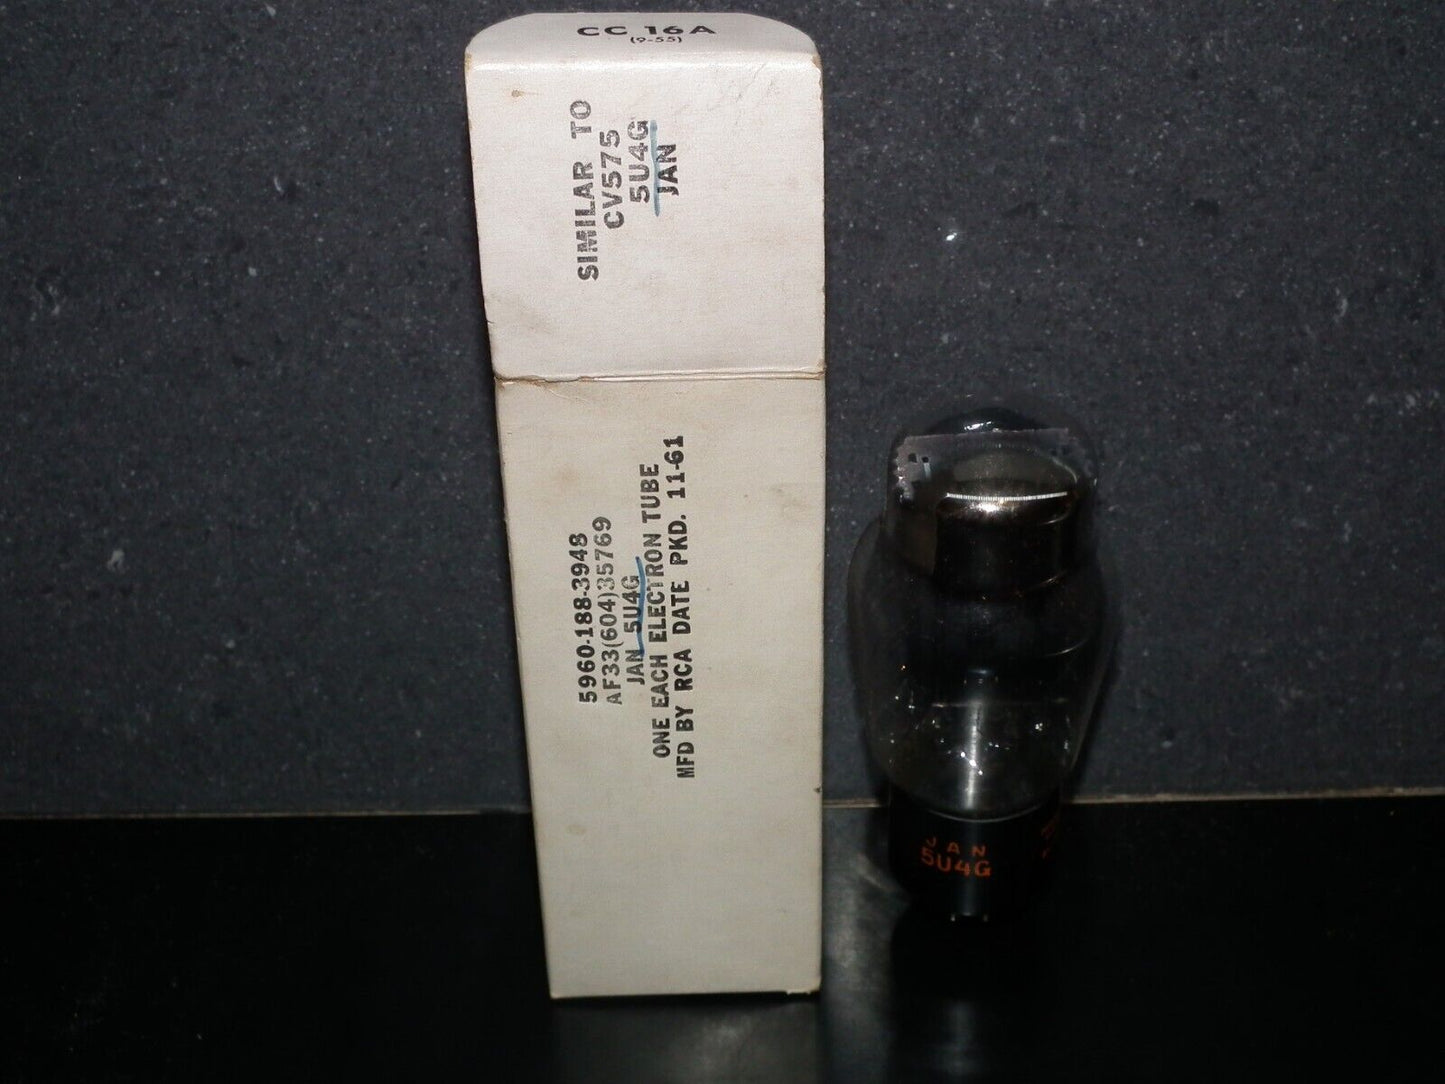 CC 16A
(9-55)
SIMILAR TO
CV575
5U4G
JAN
5960-188-3948
AF33(604)35769
JAN 5U4G
ONE EACH ELECTRON TUBE
MFD BY RCA DATE PKD. 11-61
JAN
5U4G